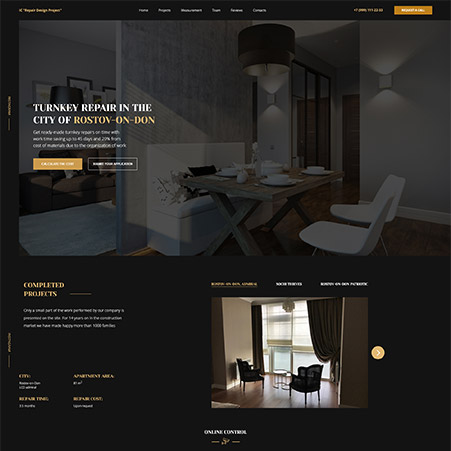 IE "Repair Design Project"
Home Projects Measurement Team Reviews Contacts
+7 (999) 111-22-33
REQUEST A CALL
INSTAGRAM
TURNKEY REPAIR IN THE
CITY OF ROSTOV-ON-DON
Get ready-made turnkey repairs on time with
work time saving up to 45 days and 20% from
cost of materials due to the organization of work
CALCULATE THE COST
SUBMIT YOUR APPLICATION
COMPLETED
PROJECTS
Only a small part of the work performed by our company is
presented on the site. For 14 years on in the construction
market we have made happy more than 1000 families
ROSTOV-ON-DON, ADMIRAL
SOCHI THIEVES
ROSTOV-ON-DON PATRIOTIC
INSTAGRAM
CITY:
Rostov-on-Don
LCD admiral
APARTMENT AREA:
81 m²
REPAIR TIME:
3.5 months
REPAIR COST:
Upon request
ONLINE CONTROL